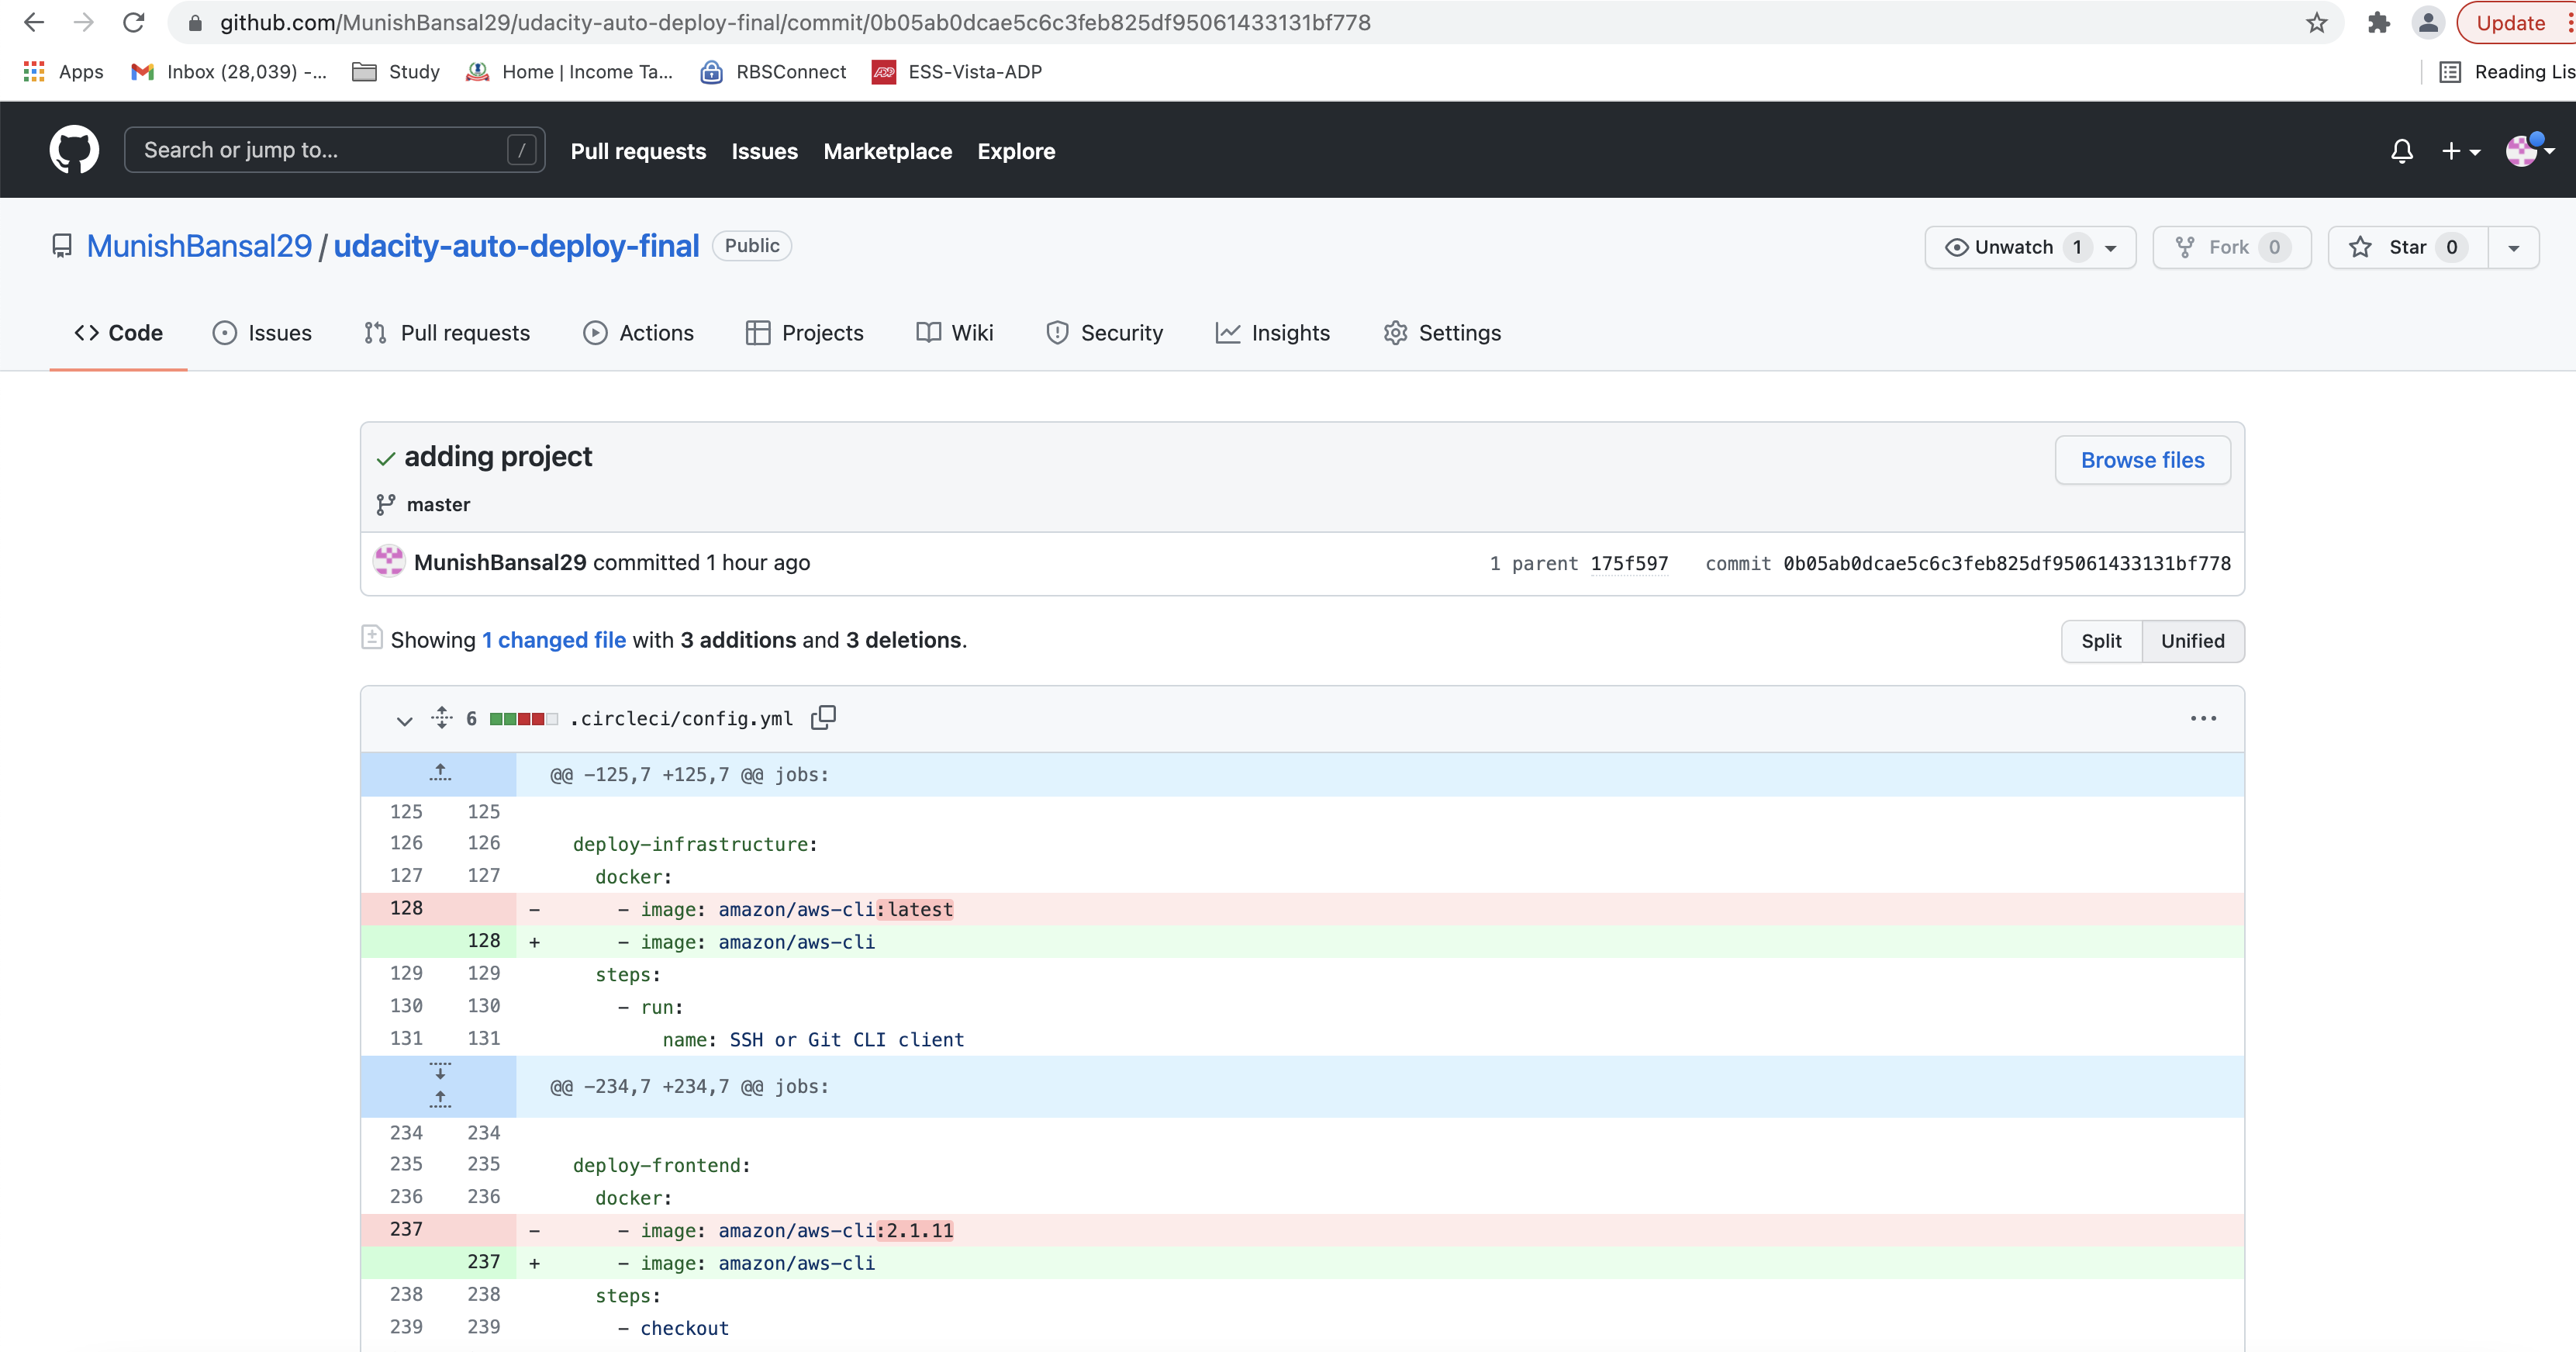 github.com/MunishBansal29/udacity-auto-deploy-final/commit/0b05ab0dcae5c6c3feb825df95061433131bf778
Update
Apps
Inbox (28,039) -...
Study
Home | Income Ta...
RBSConnect
ESS-Vista-ADP
Reading Lis
Search or jump to...
/
Pull requests
Issues
Marketplace
Explore
MunishBansal29 / udacity-auto-deploy-final
Public
Unwatch 1
Fork 0
Star 0
Code
Issues
Pull requests
Actions
Projects
Wiki
Security
Insights
Settings
adding project
Browse files
master
MunishBansal29 committed 1 hour ago
1 parent 175f597 commit 0b05ab0dcae5c6c3feb825df95061433131bf778
Showing 1 changed file with 3 additions and 3 deletions.
Split
Unified
6 .circleci/config.yml
@@ -125,7 +125,7 @@ jobs:
125 125
126 126 deploy-infrastructure:
127 127 docker:
128 - - image: amazon/aws-cli:latest
128 + - image: amazon/aws-cli
129 129 steps:
130 130 - run:
131 131 name: SSH or Git CLI client
@@ -234,7 +234,7 @@ jobs:
234 234
235 235 deploy-frontend:
236 236 docker:
237 - - image: amazon/aws-cli:2.1.11
237 + - image: amazon/aws-cli
238 238 steps:
239 239 - checkout